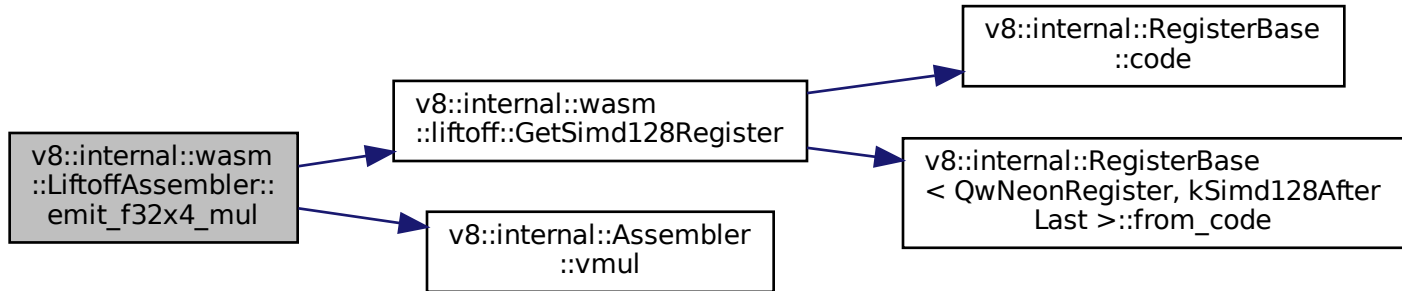 v8::internal::wasm
::LiftoffAssembler::
emit_f32x4_mul
v8::internal::wasm
::liftoff::GetSimd128Register
v8::internal::RegisterBase
::code
v8::internal::RegisterBase
< QwNeonRegister, kSimd128After
Last >::from_code
v8::internal::Assembler
::vmul